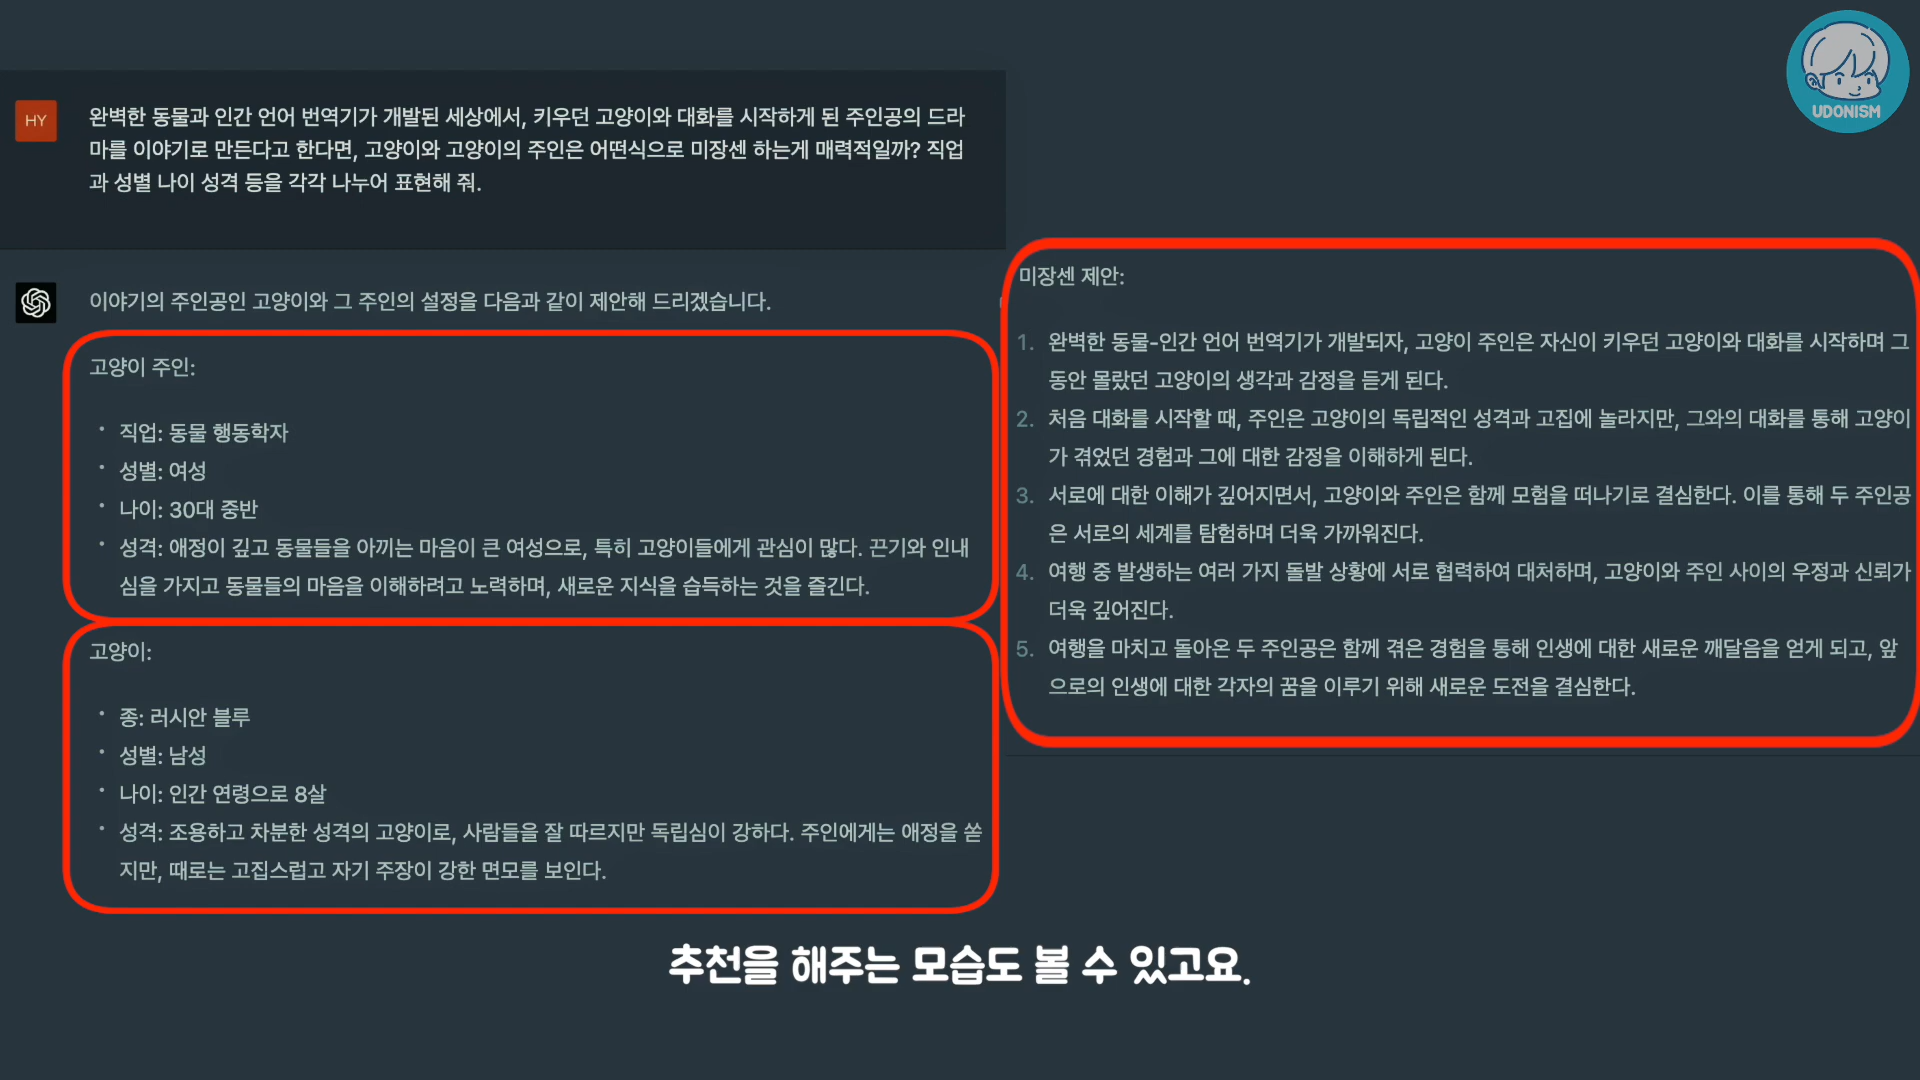 UDONISM
HY
완벽한 동물과 인간 언어 번역기가 개발된 세상에서, 키우던 고양이와 대화를 시작하게 된 주인공의 드라
마를 이야기로 만든다고 한다면, 고양이와 고양이의 주인은 어떤식으로 미장센 하는게 매력적일까? 직업
과 성별 나이 성격 등을 각각 나누어 표현해 줘.
이야기의 주인공인 고양이와 그 주인의 설정을 다음과 같이 제안해 드리겠습니다.
고양이 주인:
• 직업: 동물 행동학자
• 성별: 여성
• 나이: 30대 중반
• 성격: 애정이 깊고 동물들을 아끼는 마음이 큰 여성으로, 특히 고양이들에게 관심이 많다. 끈기와 인내
심을 가지고 동물들의 마음을 이해하려고 노력하며, 새로운 지식을 습득하는 것을 즐긴다.
고양이:
• 종: 러시안 블루
• 성별: 남성
• 나이: 인간 연령으로 8살
• 성격: 조용하고 차분한 성격의 고양이로, 사람들을 잘 따르지만 독립심이 강하다. 주인에게는 애정을 쏟
지만, 때로는 고집스럽고 자기 주장이 강한 면모를 보인다.
미장센 제안:
1. 완벽한 동물-인간 언어 번역기가 개발되자, 고양이 주인은 자신이 키우던 고양이와 대화를 시작하며 그
동안 몰랐던 고양이의 생각과 감정을 듣게 된다.
2. 처음 대화를 시작할 때, 주인은 고양이의 독립적인 성격과 고집에 놀라지만, 그와의 대화를 통해 고양이
가 겪었던 경험과 그에 대한 감정을 이해하게 된다.
3. 서로에 대한 이해가 깊어지면서, 고양이와 주인은 함께 모험을 떠나기로 결심한다. 이를 통해 두 주인공
은 서로의 세계를 탐험하며 더욱 가까워진다.
4. 여행 중 발생하는 여러 가지 돌발 상황에 서로 협력하여 대처하며, 고양이와 주인 사이의 우정과 신뢰가
더욱 깊어진다.
5. 여행을 마치고 돌아온 두 주인공은 함께 겪은 경험을 통해 인생에 대한 새로운 깨달음을 얻게 되고, 앞
으로의 인생에 대한 각자의 꿈을 이루기 위해 새로운 도전을 결심한다.
추천을 해주는 모습도 볼 수 있고요.